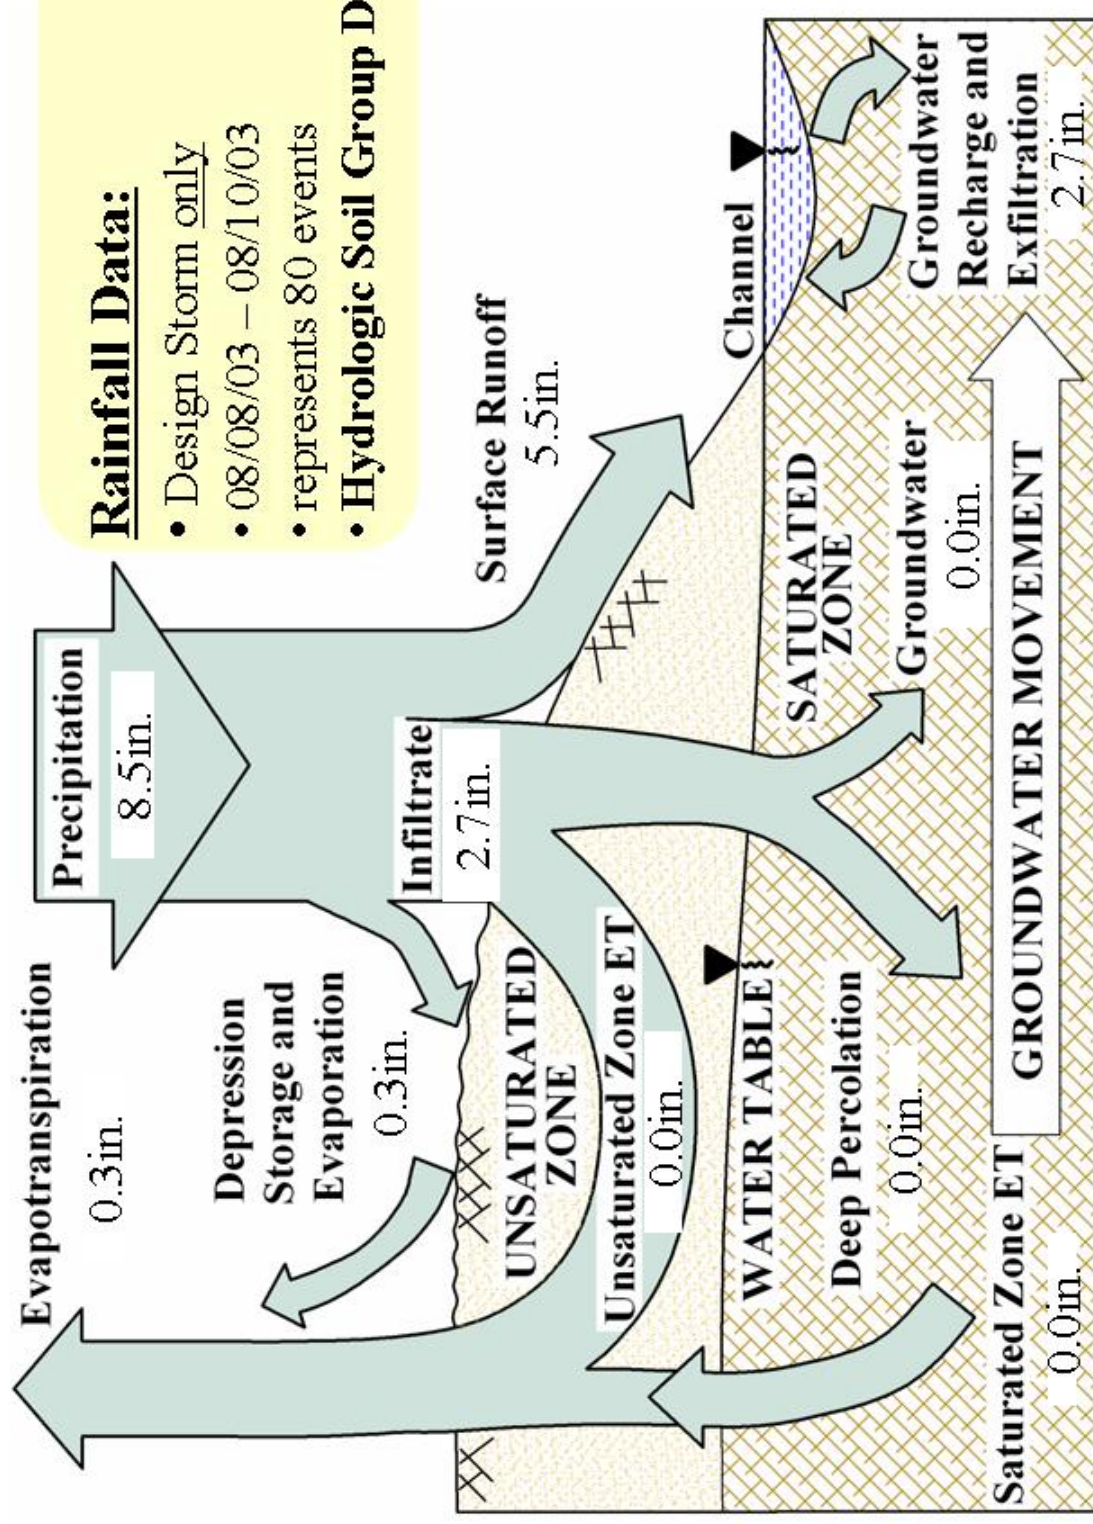 Evapotranspiration
0.3in.
Precipitation
8.5in.
Rainfall Data:
• Design Storm only
• 08/08/03 – 08/10/03
• represents 80 events
• Hydrologic Soil Group D
Depression
Storage and
Evaporation
0.3in.
Infiltrate
2.7in.
Surface Runoff
5.5in.
UNSATURATED
ZONE
Unsaturated Zone ET
0.0in.
Channel
WATER TABLE
SATURATED
ZONE
Deep Percolation
0.0in.
Groundwater
0.0in.
Groundwater
Recharge and
Exfiltration
2.7in.
Saturated Zone ET
0.0in.
GROUNDWATER MOVEMENT